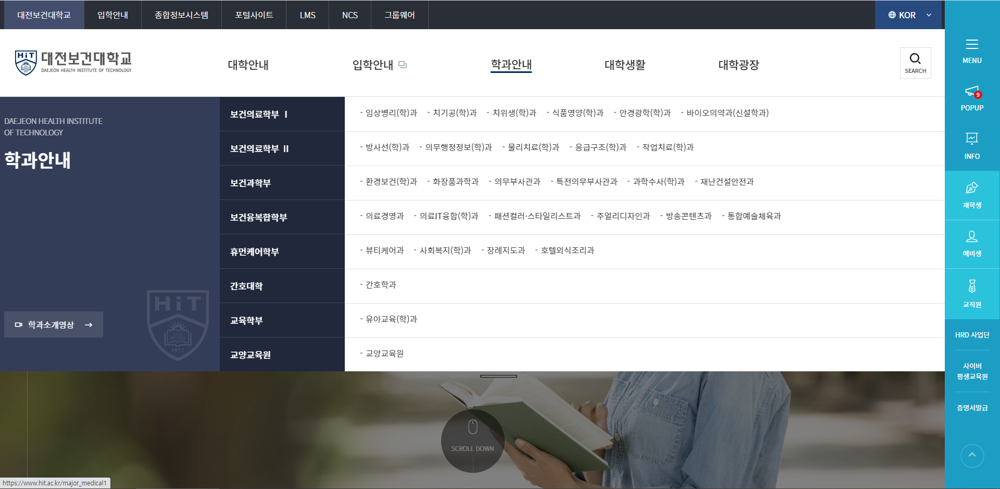 대전보건대학교
입학안내
종합정보시스템
포털사이트
LMS
NCS
그룹웨어
KOR
HiT
1977
대전보건대학교
DAEJEON HEALTH INSTITUTE OF TECHNOLOGY
대학안내
입학안내
학과안내
대학생활
대학광장
SEARCH
DAEJEON HEALTH INSTITUTE
OF TECHNOLOGY
학과안내
학과소개영상
HiT
LUX
MUNDI
1977
보건의료학부 Ⅰ
- 임상병리(학)과 - 치기공(학)과 - 치위생(학)과 - 식품영양(학)과 - 안경광학(학)과 - 바이오의약과(신설학과)
보건의료학부 Ⅱ
- 방사선(학)과 - 의무행정정보(학)과 - 물리치료(학)과 - 응급구조(학)과 - 작업치료(학)과
보건과학부
- 환경보건(학)과 - 화장품과학과 - 의무부사관과 - 특전의무부사관과 - 과학수사(학)과 - 재난건설안전과
보건융복합학부
- 의료경영과 - 의료IT융합(학)과 - 패션컬러·스타일리스트과 - 주얼리디자인과 - 방송콘텐츠과 - 통합예술체육과
휴먼케어학부
- 뷰티케어과 - 사회복지(학)과 - 장례지도과 - 호텔외식조리과
간호대학
- 간호학과
교육학부
- 유아교육(학)과
교양교육원
- 교양교육원
SCROLL DOWN
https://www.hit.ac.kr/major_medical1
MENU
9
POPUP
INFO
재학생
예비생
교직원
HRD 사업단
사이버
평생교육원
증명서발급